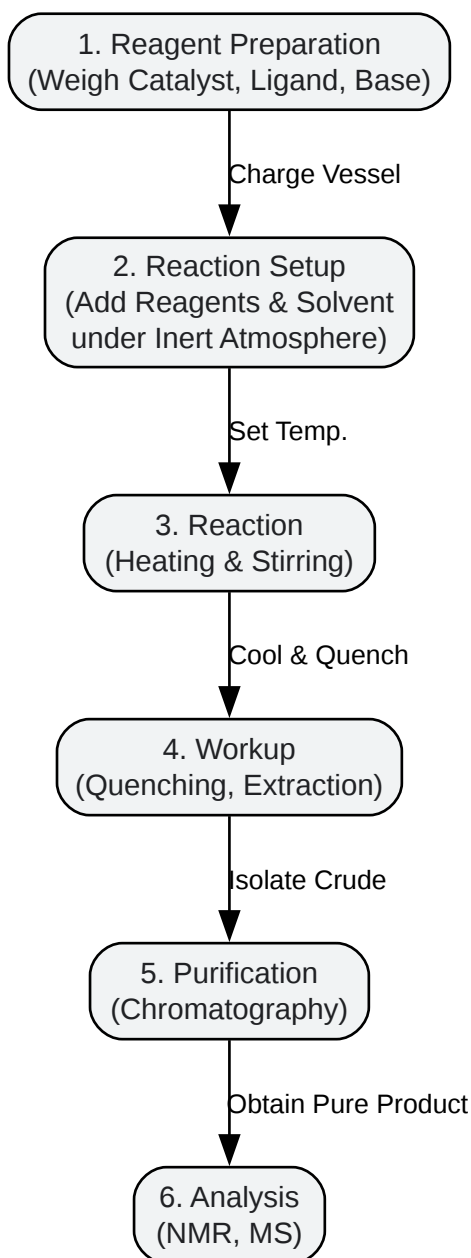 1. Reagent Preparation
(Weigh Catalyst, Ligand, Base)
Charge Vessel
2. Reaction Setup
(Add Reagents & Solvent
under Inert Atmosphere)
Set Temp.
3. Reaction
(Heating & Stirring)
Cool & Quench
4. Workup
(Quenching, Extraction)
Isolate Crude
5. Purification
(Chromatography)
Obtain Pure Product
6. Analysis
(NMR, MS)